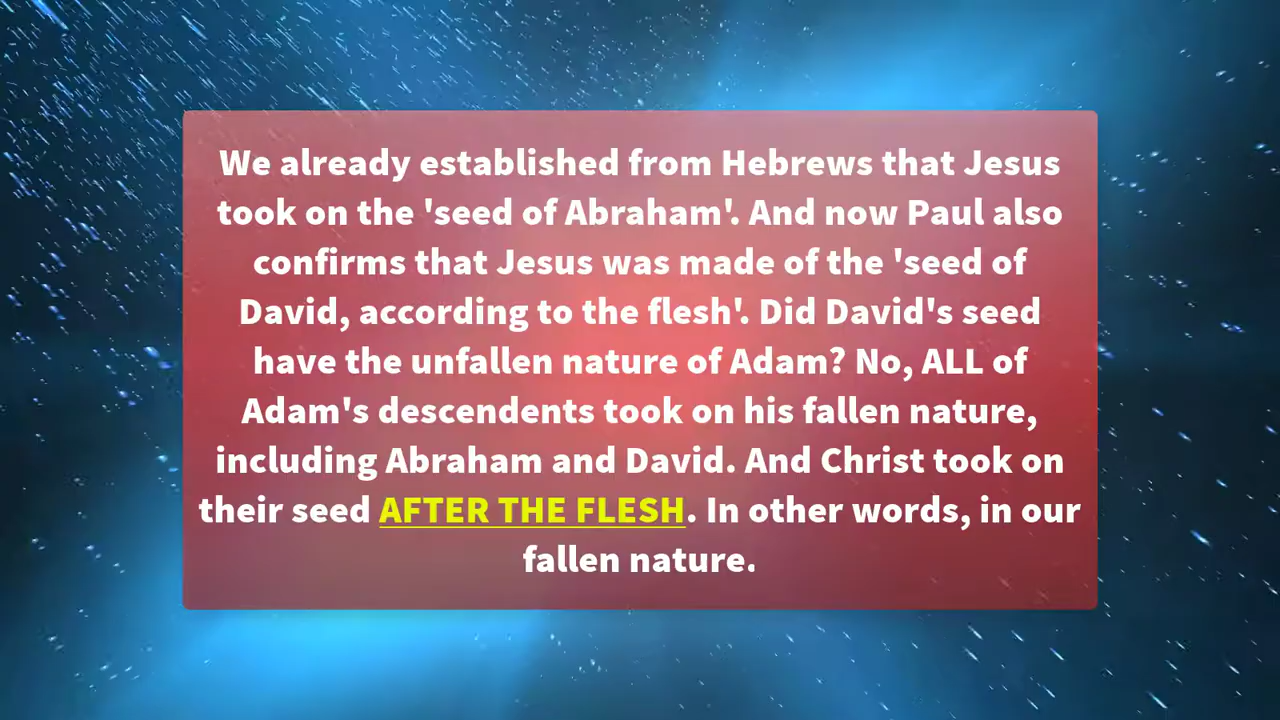 We already established from Hebrews that Jesus
took on the 'seed of Abraham'. And now Paul also
confirms that Jesus was made of the 'seed of
David, according to the flesh'. Did David's seed
have the unfallen nature of Adam? No, ALL of
Adam's descendents took on his fallen nature,
including Abraham and David. And Christ took on
their seed AFTER THE FLESH. In other words, in our
fallen nature.